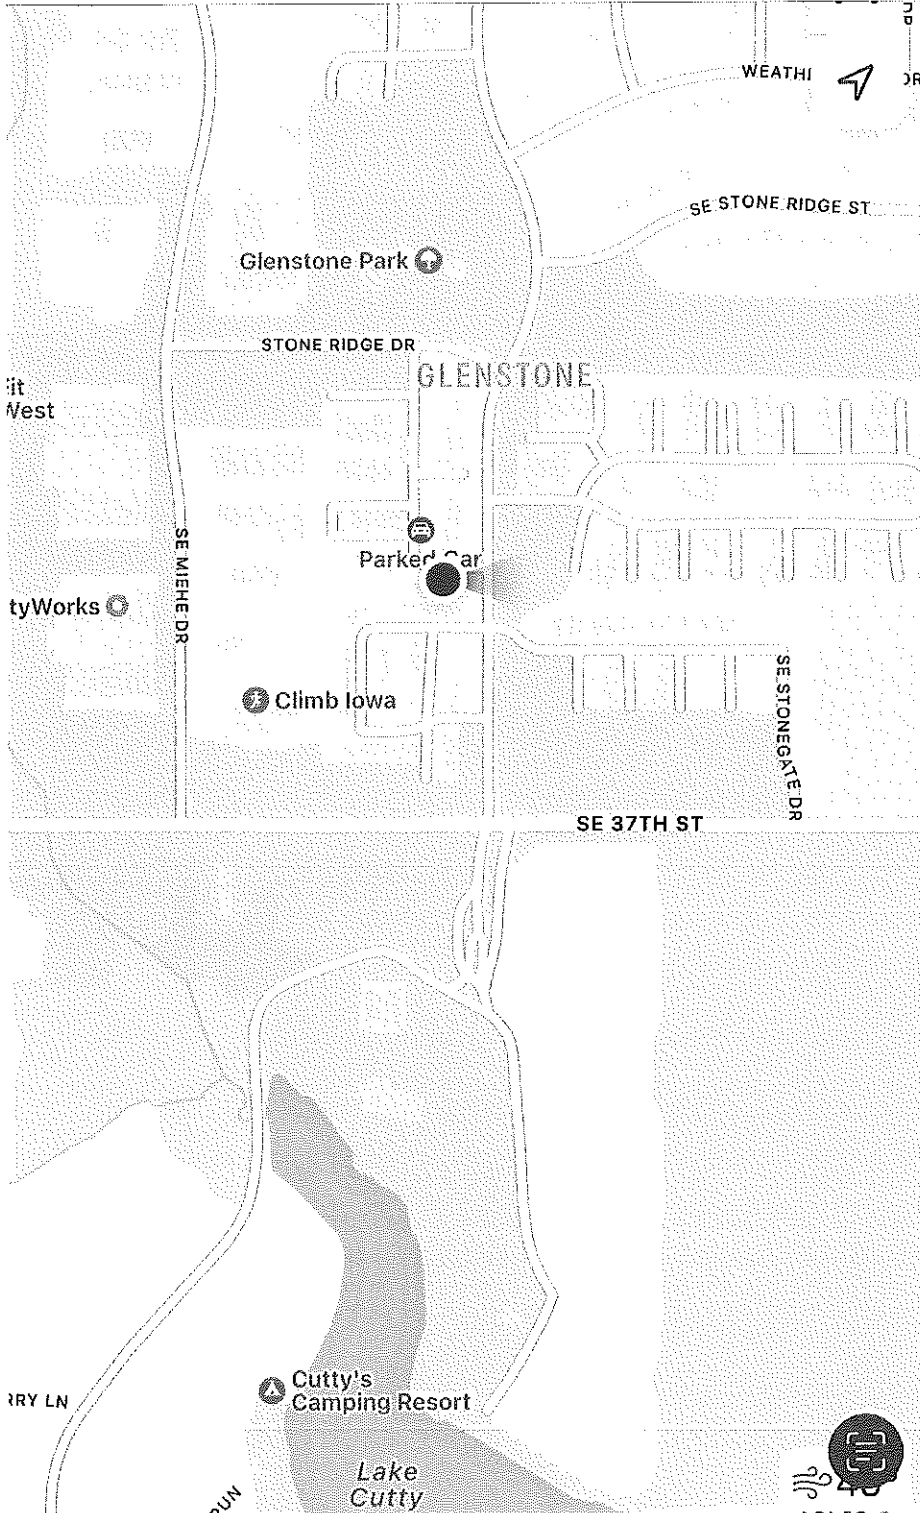 WEATHI
SE STONE RIDGE ST
Glenstone Park
STONE RIDGE DR
GLENSTONE
West
SE MIEHE DR
Parked Car
tyWorks
Climb Iowa
SE STONEGATE DR
SE 37TH ST
Cutty's
Camping Resort
RRY LN
Lake
Cutty
RUN